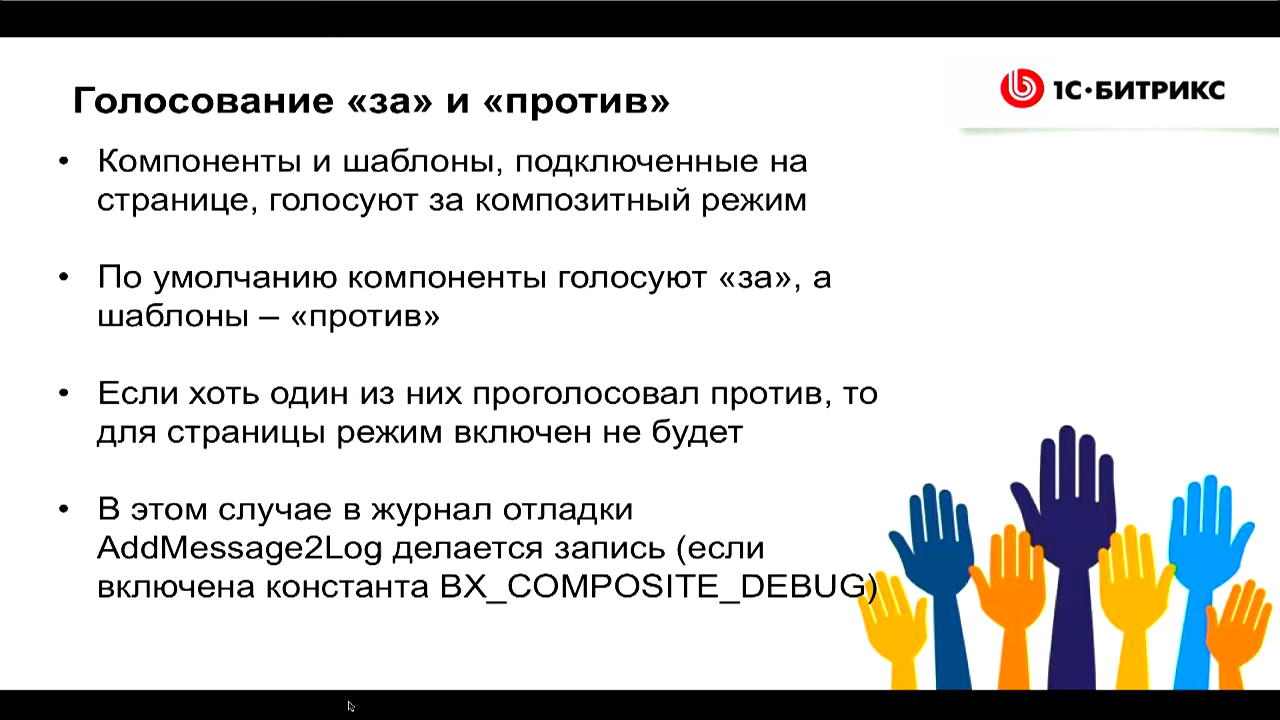 1С·БИТРИКС
Голосование «за» и «против»
• Компоненты и шаблоны, подключенные на
странице, голосуют за композитный режим
• По умолчанию компоненты голосуют «за», а
шаблоны – «против»
• Если хоть один из них проголосовал против, то
для страницы режим включен не будет
• В этом случае в журнал отладки
AddMessage2Log делается запись (если
включена константа BX_COMPOSITE_DEBUG)